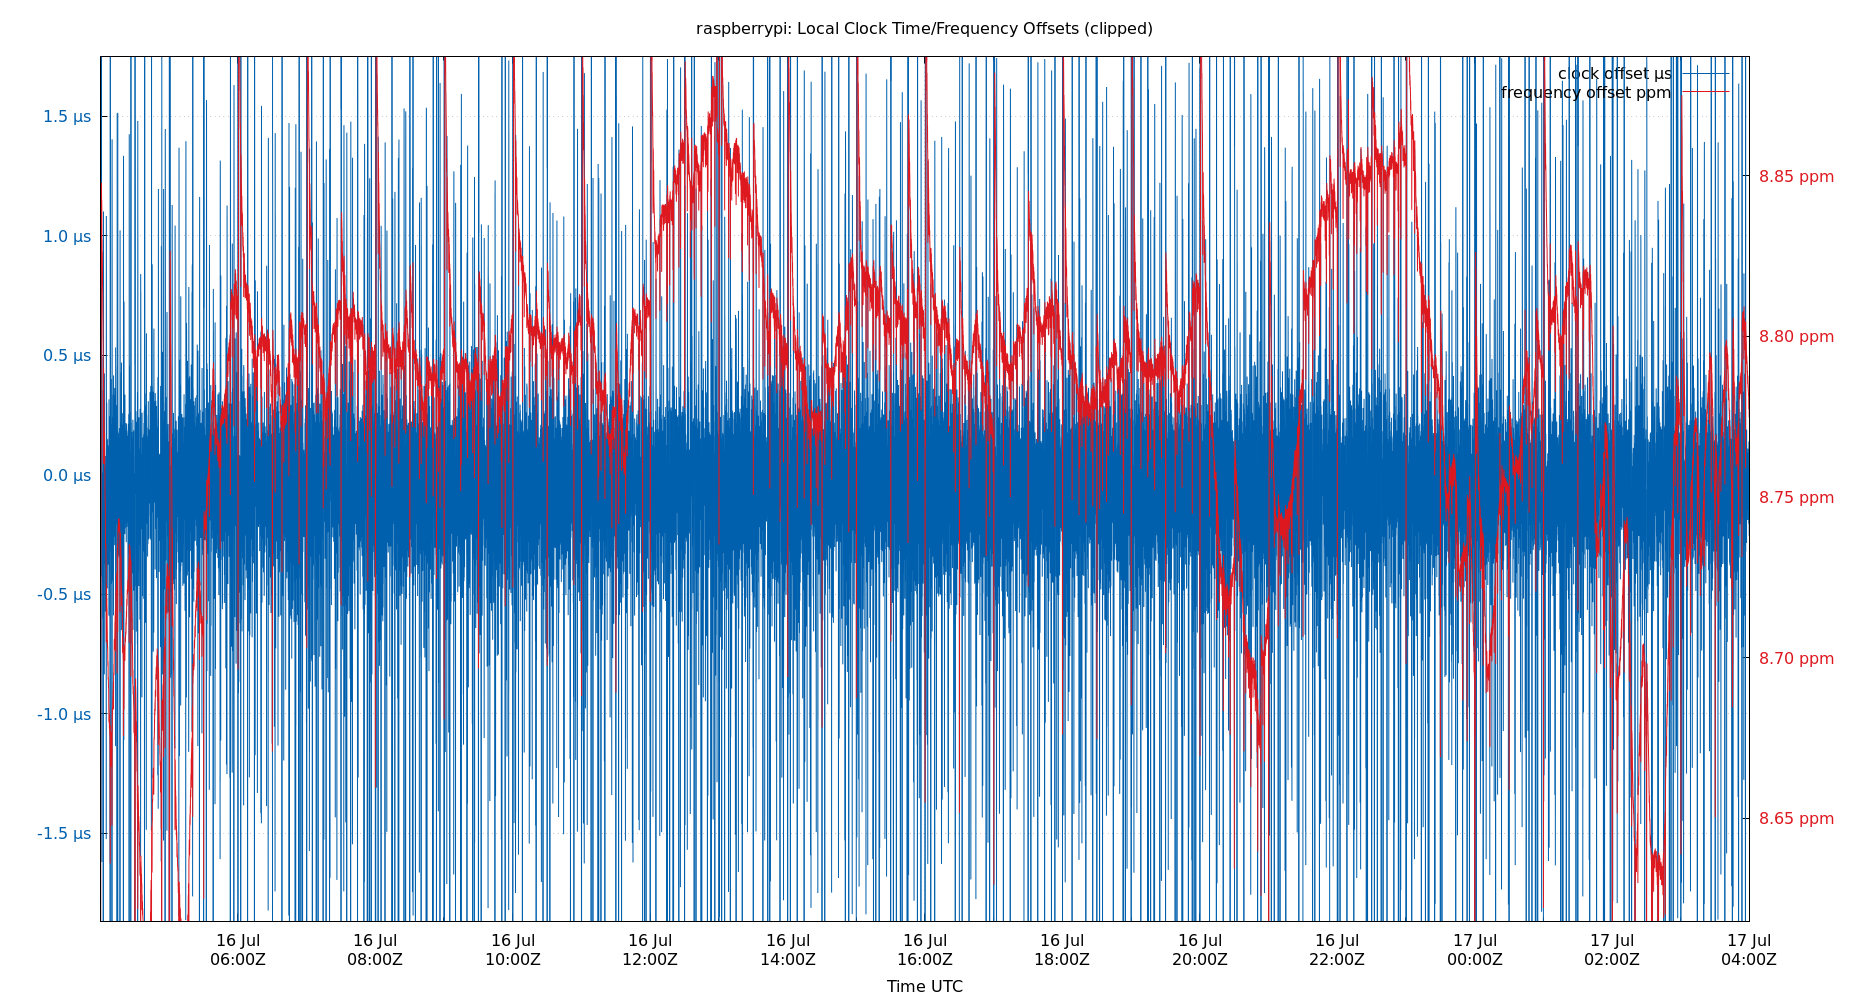 raspberrypi: Local Clock Time/Frequency Offsets (clipped)
clock offset µs
frequency offset ppm
1.5 µs
1.0 µs
0.5 µs
0.0 µs
-0.5 µs
-1.0 µs
-1.5 µs
8.85 ppm
8.80 ppm
8.75 ppm
8.70 ppm
8.65 ppm
16 Jul 16 Jul 16 Jul 16 Jul 16 Jul 16 Jul 16 Jul 16 Jul 16 Jul 17 Jul 17 Jul 17 Jul
06:00Z 08:00Z 10:00Z 12:00Z 14:00Z 16:00Z 18:00Z 20:00Z 22:00Z 00:00Z 02:00Z 04:00Z
Time UTC